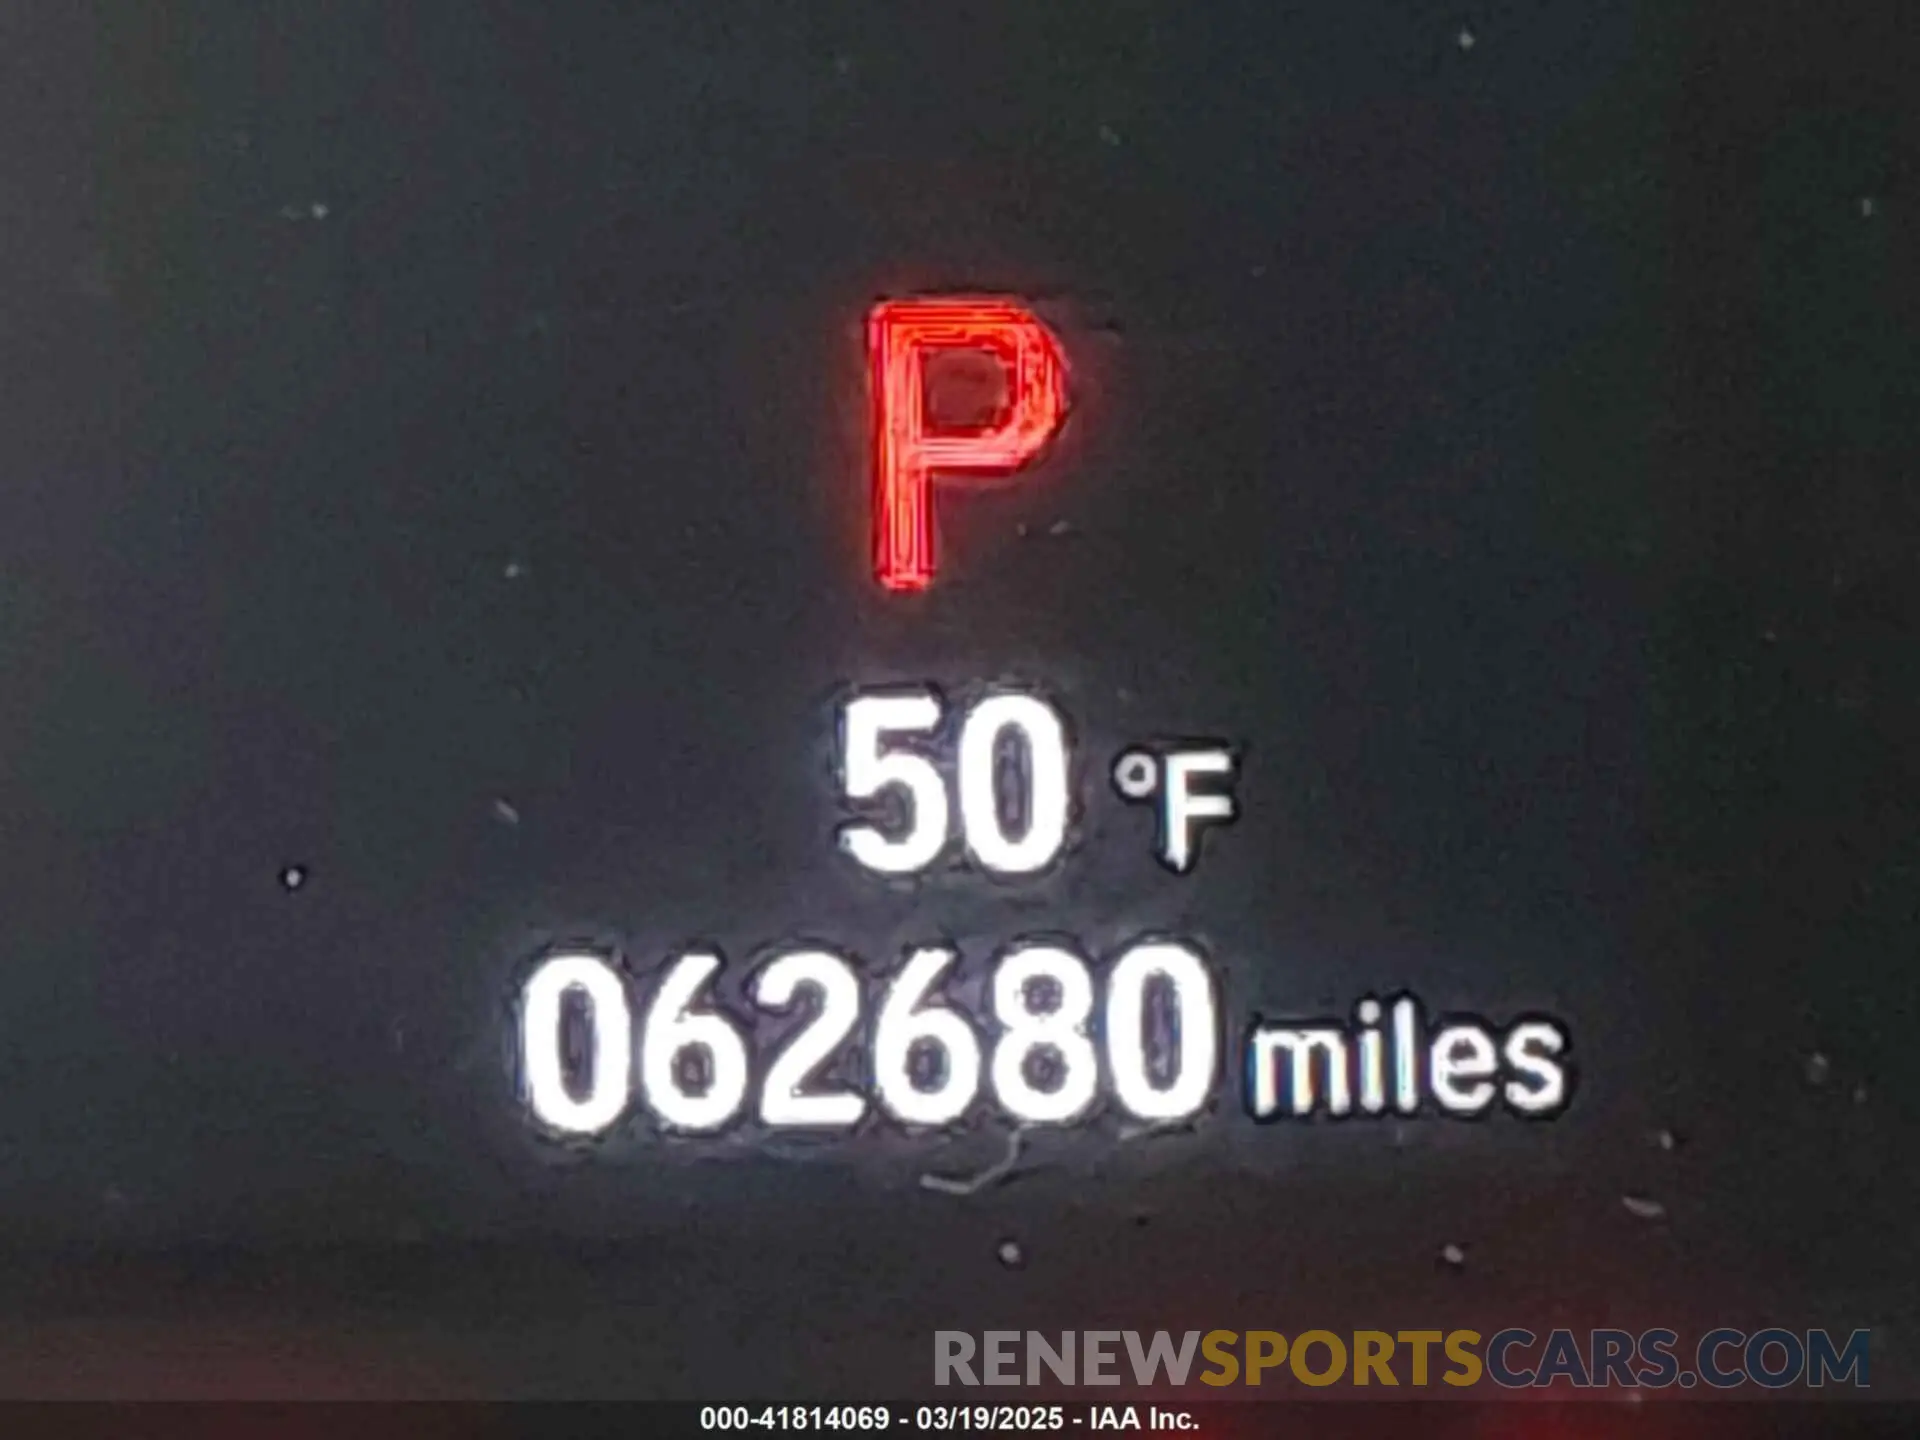 P
50 °F
062680 miles
RENEWSPORTSCARS.COM
000-41814069 - 03/19/2025 - IAA Inc.